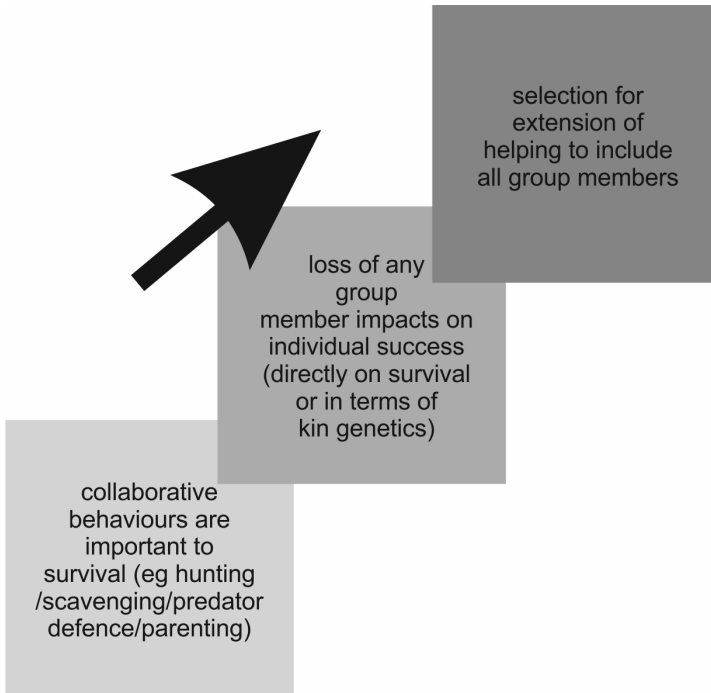 selection for
extension of
helping to include
all group members
loss of any
group
member impacts on
individual success
(directly on survival
or in terms of
kin genetics)
collaborative
behaviours are
important to
survival (eg hunting
/scavenging/predator
defence/parenting)